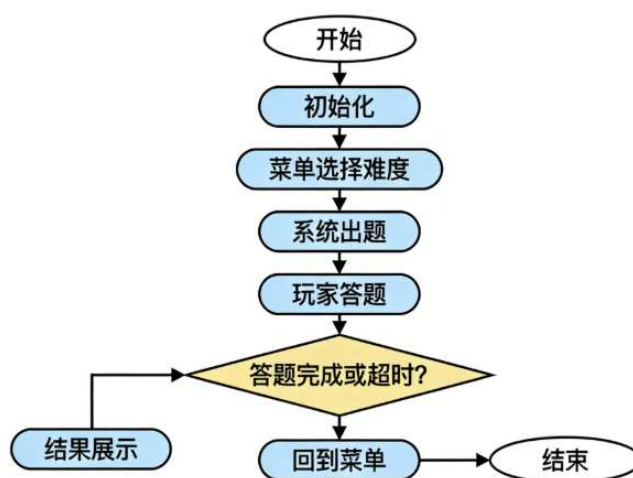 开始
初始化
菜单选择难度
系统出题
玩家答题
答题完成或超时?
结果展示
回到菜单
结束